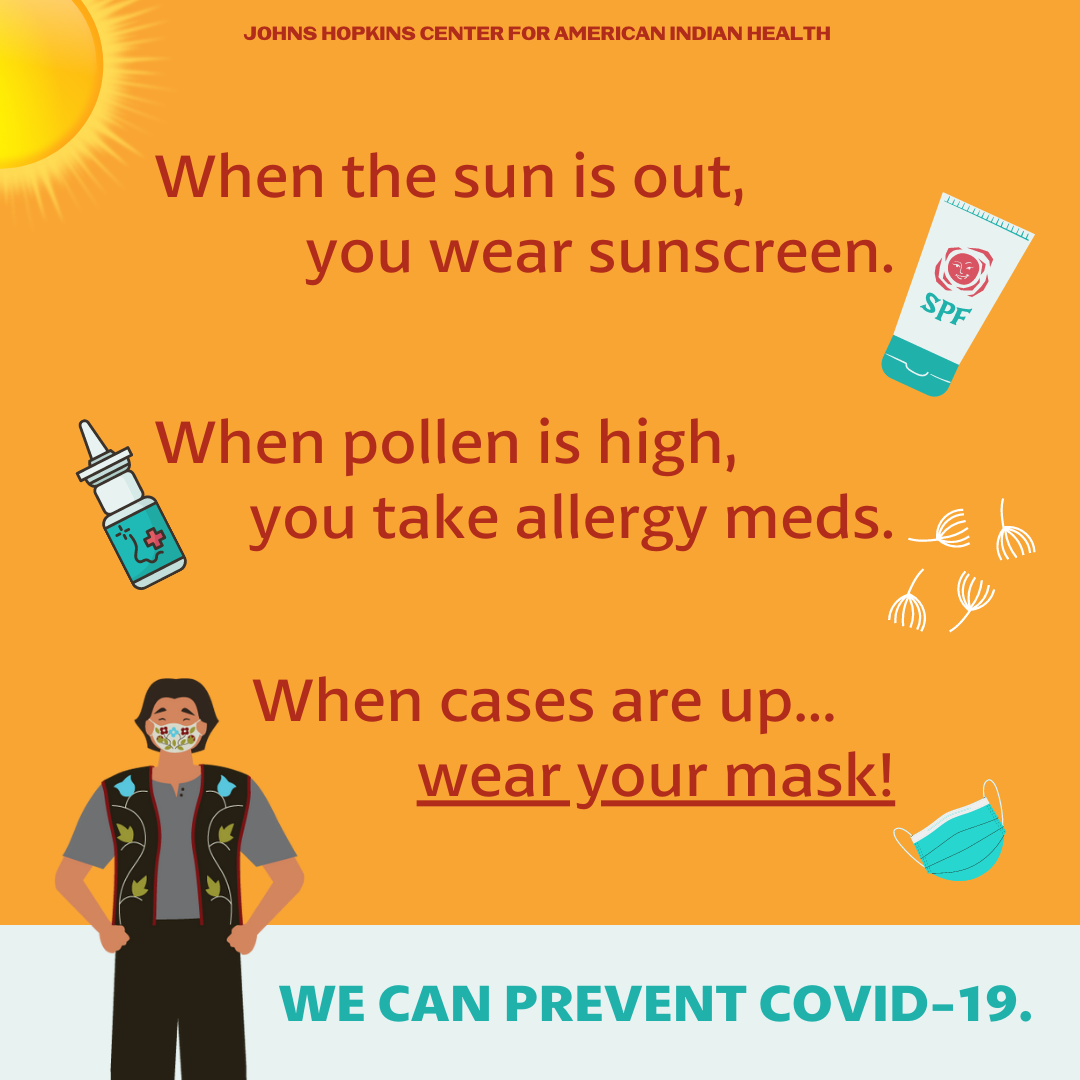 JOHNS HOPKINS CENTER FOR AMERICAN INDIAN HEALTH
When the sun is out,
you wear sunscreen.
SPF
When pollen is high,
you take allergy meds.
When cases are up...
wear your mask!
WE CAN PREVENT COVID-19.